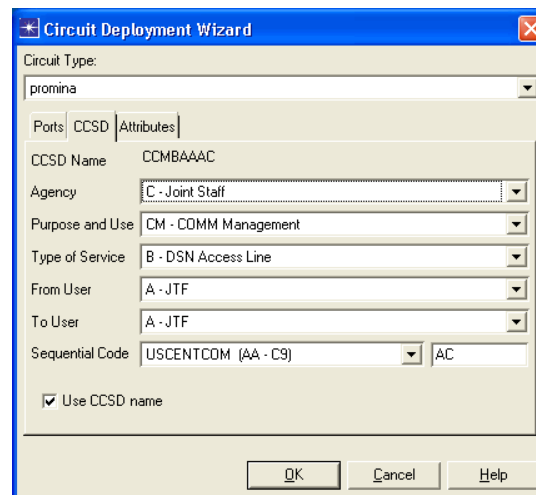 Circuit Deployment Wizard
Circuit Type:
promina
Ports CCSD Attributes
CCSD Name CCMBAAAC
Agency C - Joint Staff
Purpose and Use CM - COMM Management
Type of Service B - DSN Access Line
From User A - JTF
To User A - JTF
Sequential Code USCENTCOM (AA - C9) AC
Use CCSD name
OK Cancel Help